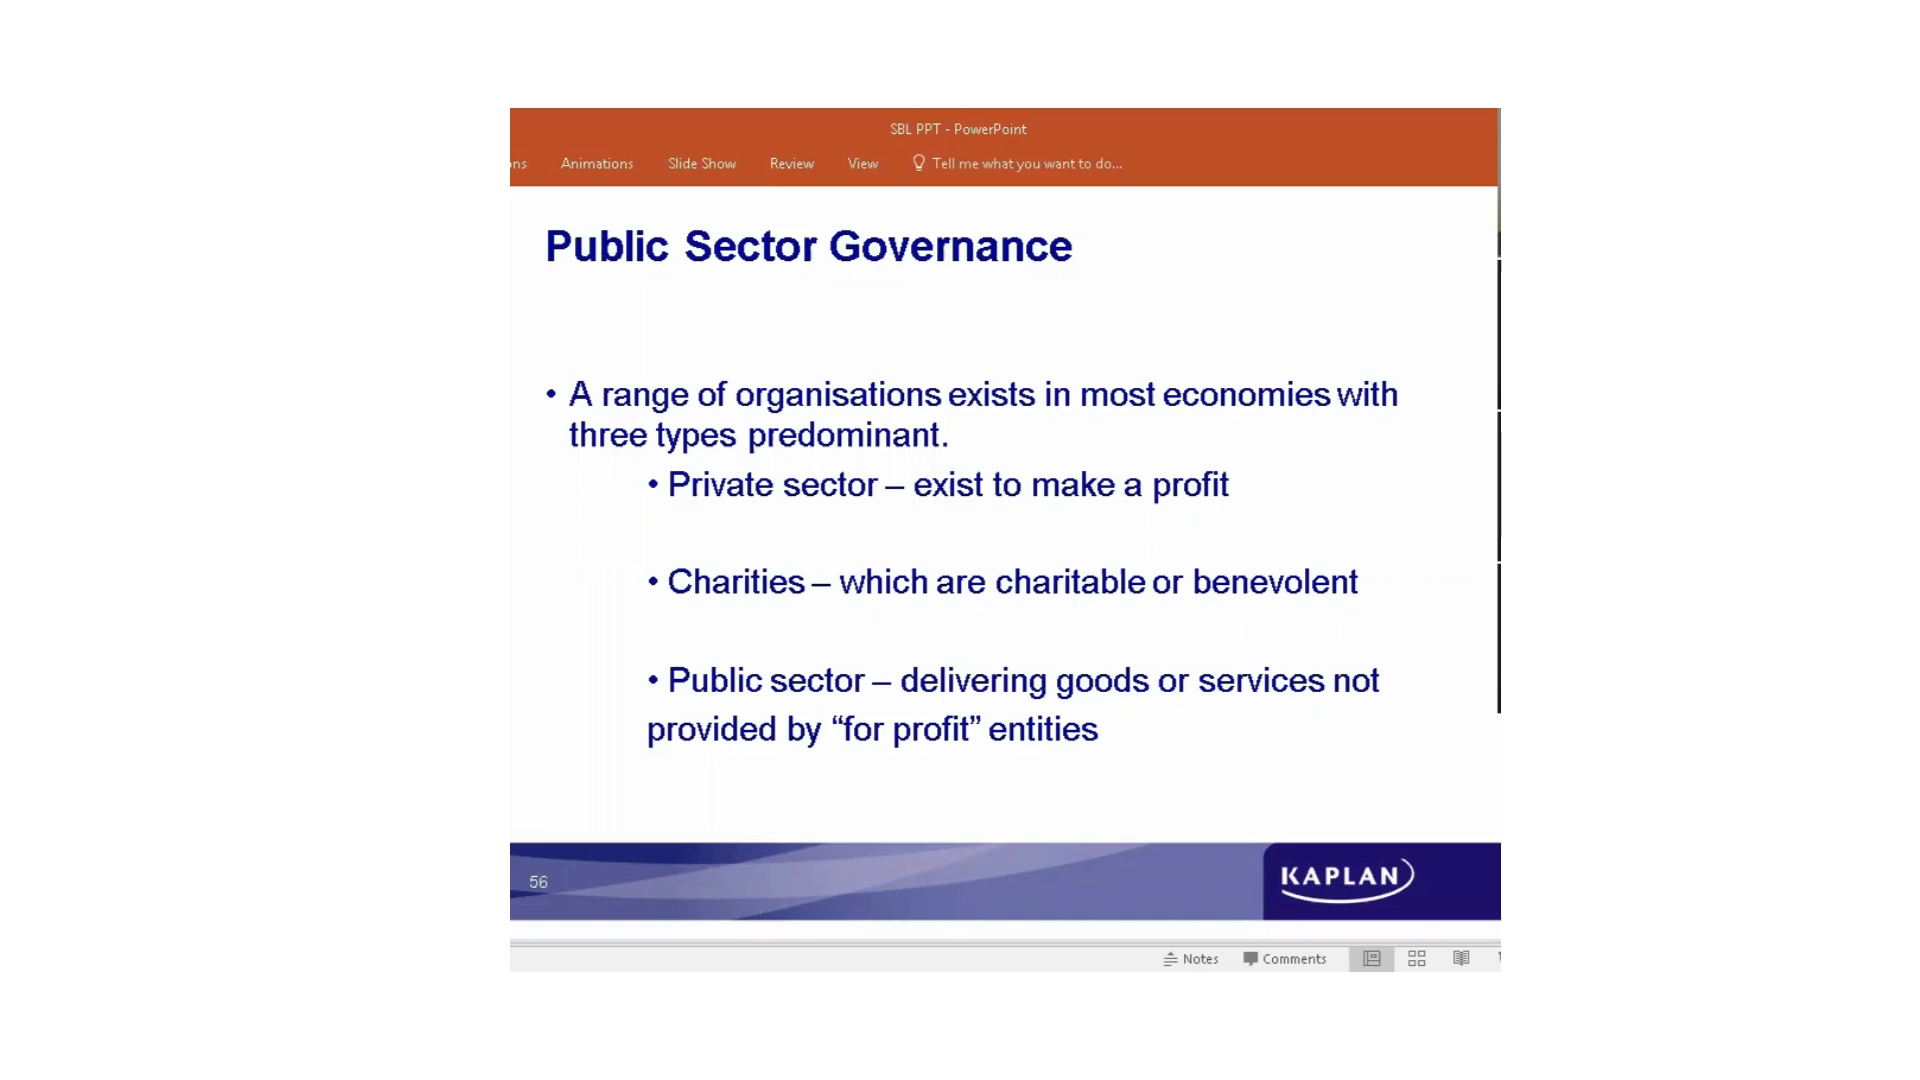 SBL PPT - PowerPoint
Animations Slide Show Review View Tell me what you want to do...
Public Sector Governance
• A range of organisations exists in most economies with
three types predominant.
• Private sector – exist to make a profit
• Charities – which are charitable or benevolent
• Public sector – delivering goods or services not
provided by “for profit” entities
56
KAPLAN
Notes Comments